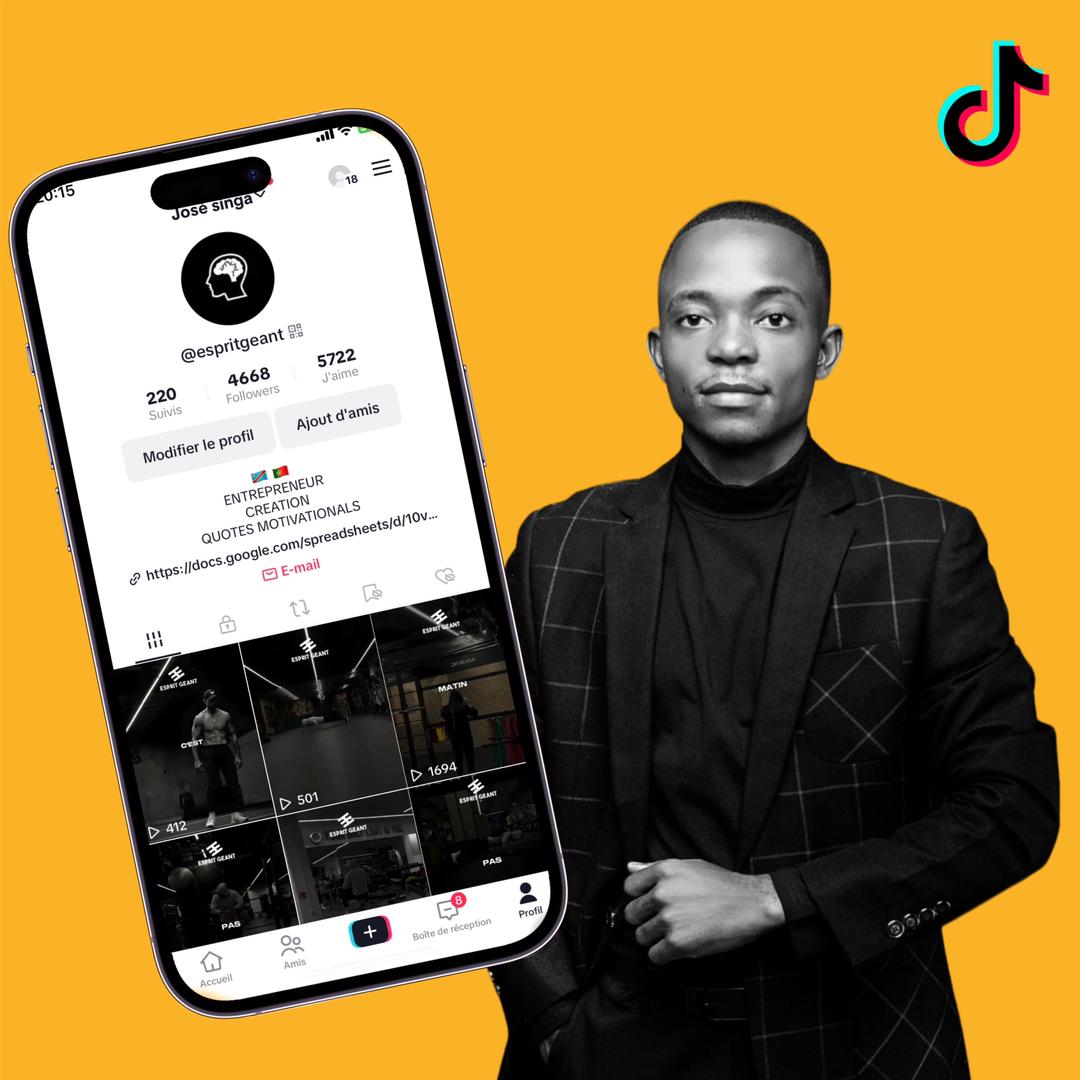 José singa
18
@espritgeant
220 4668 5722
Suivis Followers J'aime
Modifier le profil Ajout d'amis
ENTREPRENEUR
CREATION
QUOTES MOTIVATIONALS
https://docs.google.com/spreadsheets/d/10v...
E-mail
ESPRIT GEANT
C'EST
412
ESPRIT GEANT
501
ESPRIT GEANT
MATIN
1694
ESPRIT GEANT
PAS
ESPRIT GEANT
ESPRIT GEANT
PAS
Accueil
Amis
8
Boîte de réception
Profil